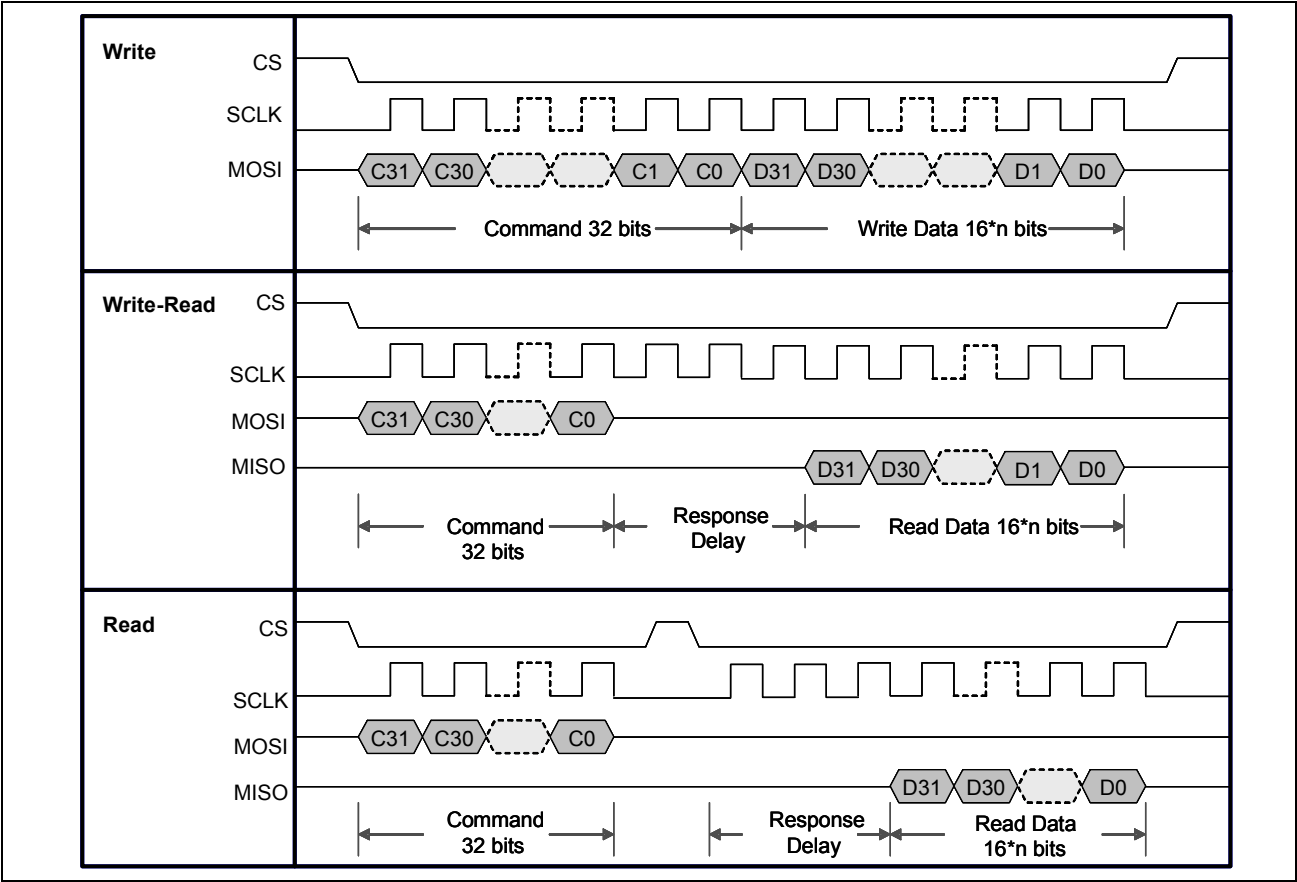 Write
CS
SCLK
MOSI
C31 C30 C1 C0 D31 D30 D1 D0
Command 32 bits
Write Data 16*n bits
Write-Read
CS
SCLK
MOSI
C31 C30 C0
MISO
D31 D30 D1 D0
Command
32 bits
Response
Delay
Read Data 16*n bits
Read
CS
SCLK
MOSI
C31 C30 C0
MISO
D31 D30 D0
Command
32 bits
Response
Delay
Read Data
16*n bits